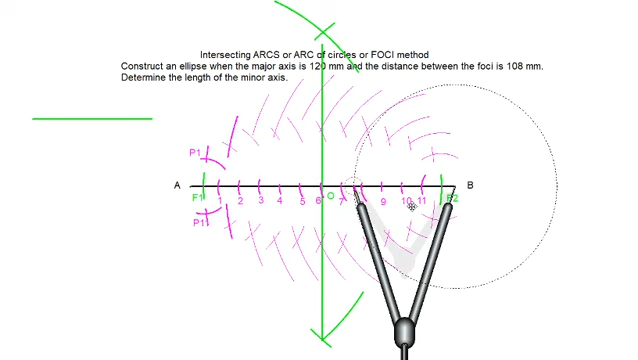 Intersecting ARCS or ARC of circles or FOCI method
Construct an ellipse when the major axis is 120 mm and the distance between the foci is 108 mm.
Determine the length of the minor axis.
P1
A B
F1 1 2 3 4 5 6 O 7 9 10 11 F2
P1